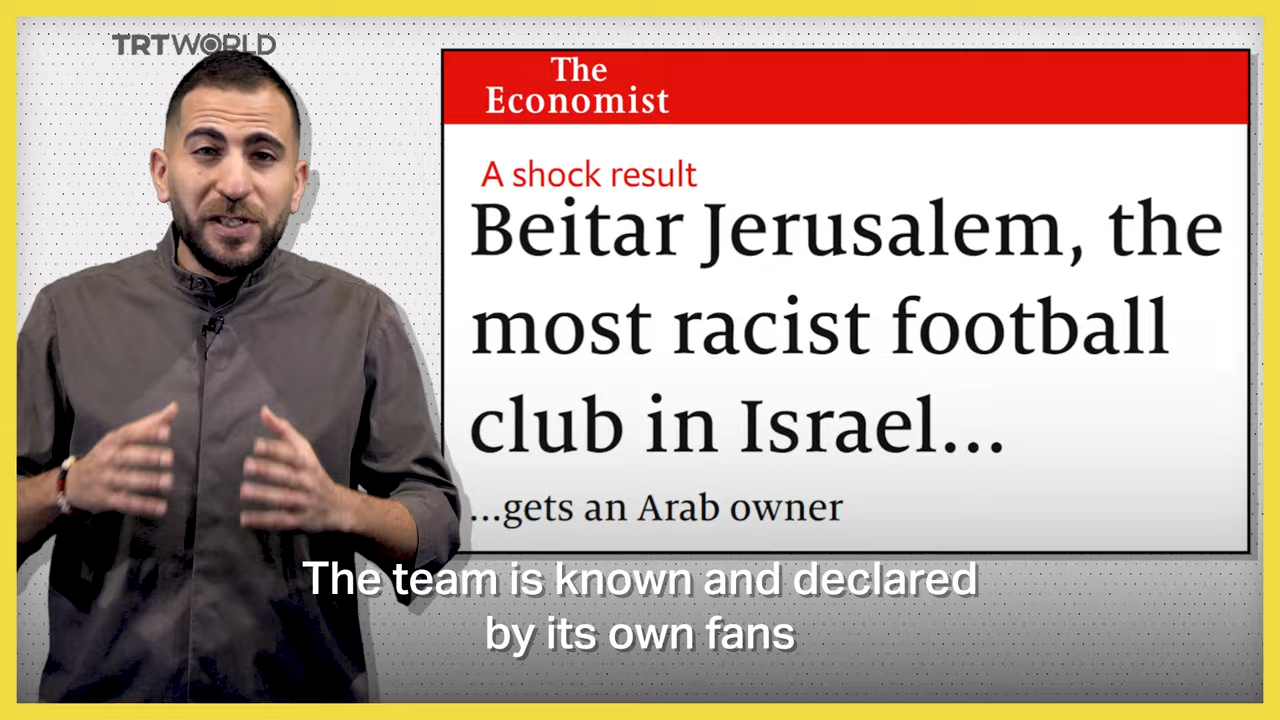 TRTWORLD
The
Economist
A shock result
Beitar Jerusalem, the
most racist football
club in Israel...
...gets an Arab owner
The team is known and declared
by its own fans